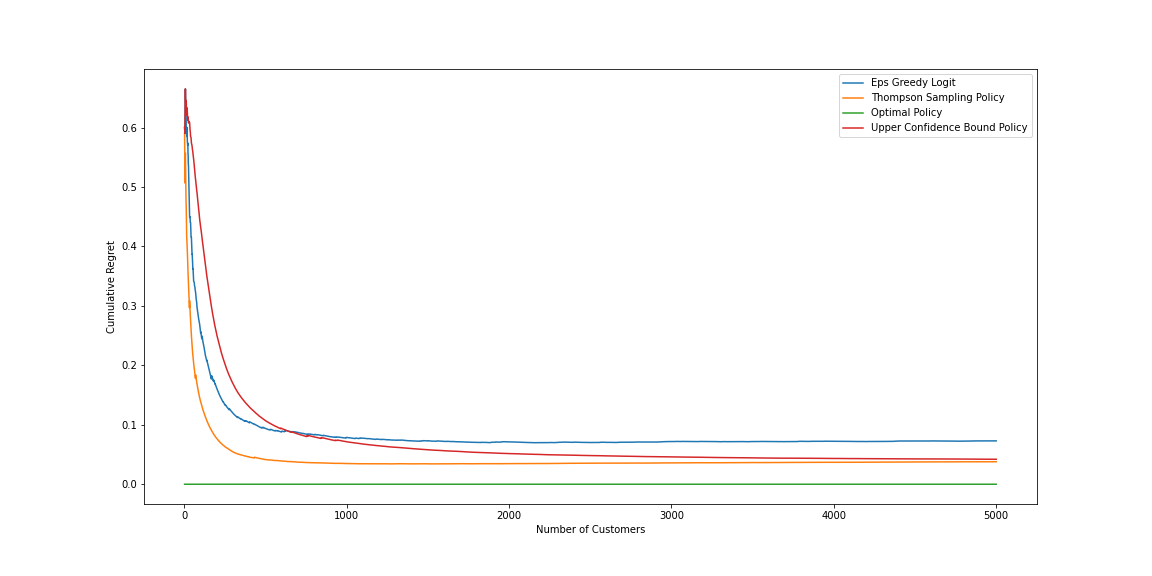 Eps Greedy Logit
Thompson Sampling Policy
Optimal Policy
Upper Confidence Bound Policy
Cumulative Regret
0.6
0.5
0.4
0.3
0.2
0.1
0.0
0 1000 2000 3000 4000 5000
Number of Customers